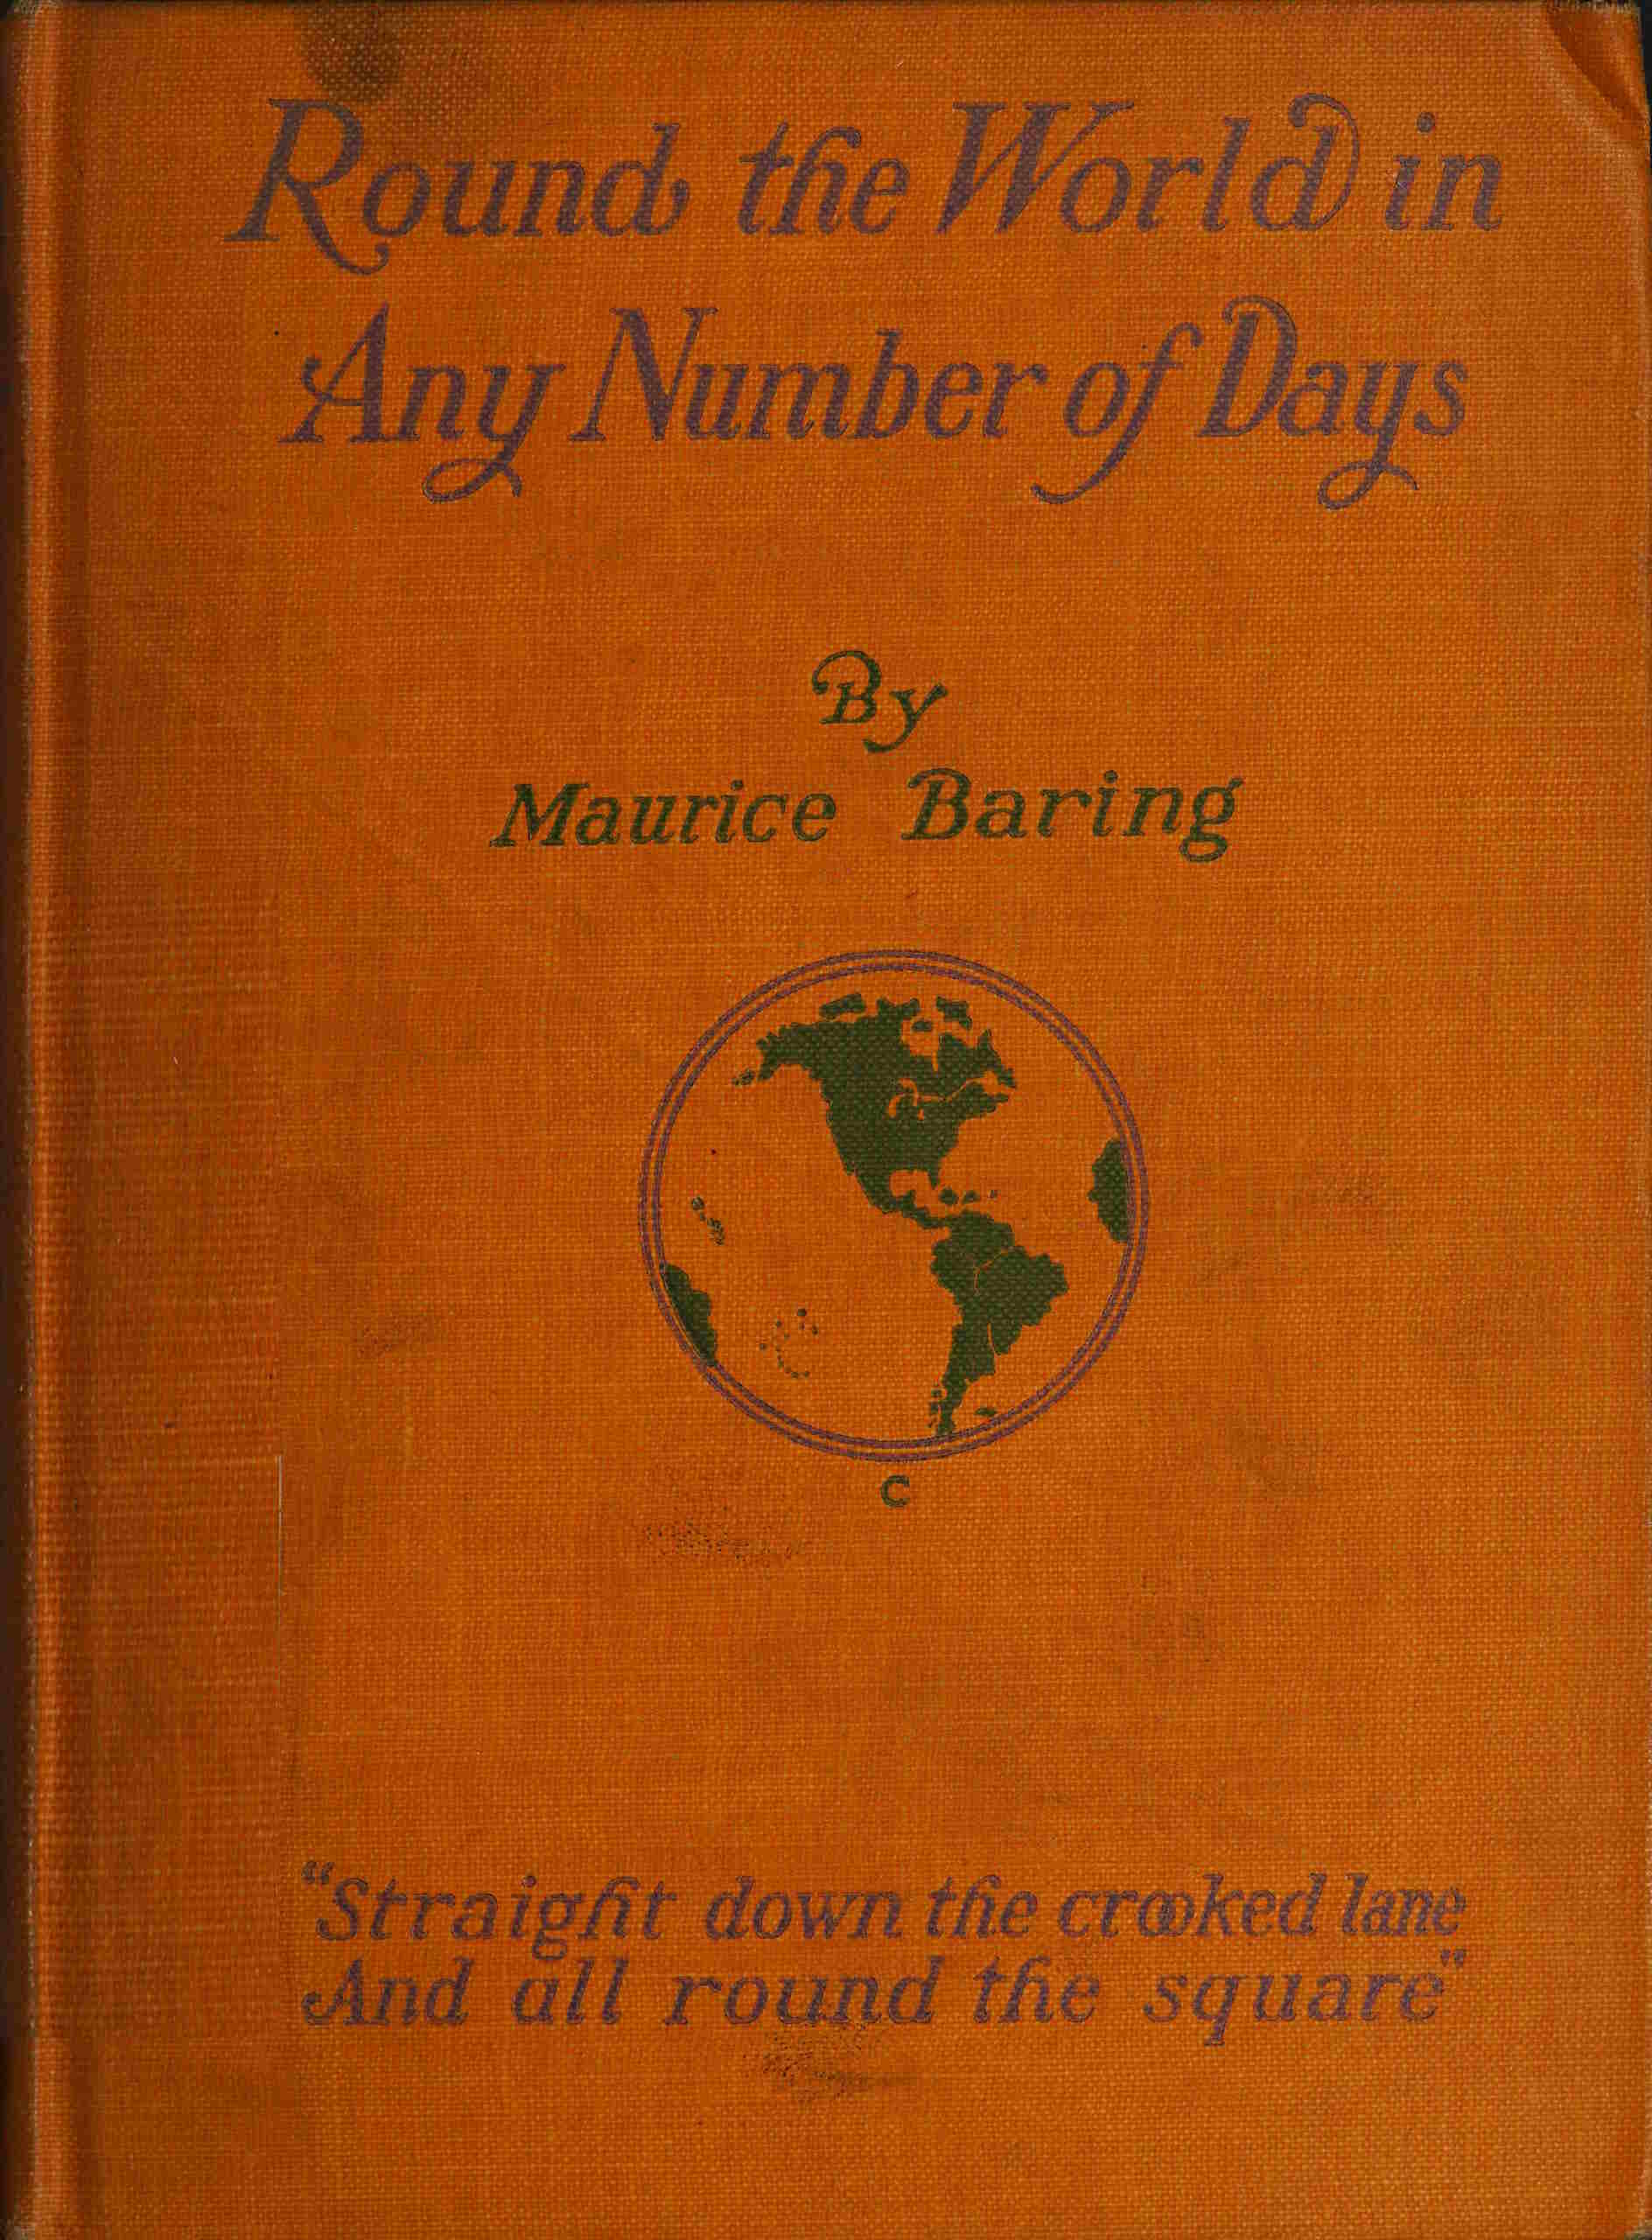 Round the World in
Any Number of Days
By
Maurice Baring
C
"Straight down the crooked lane
And all round the square"